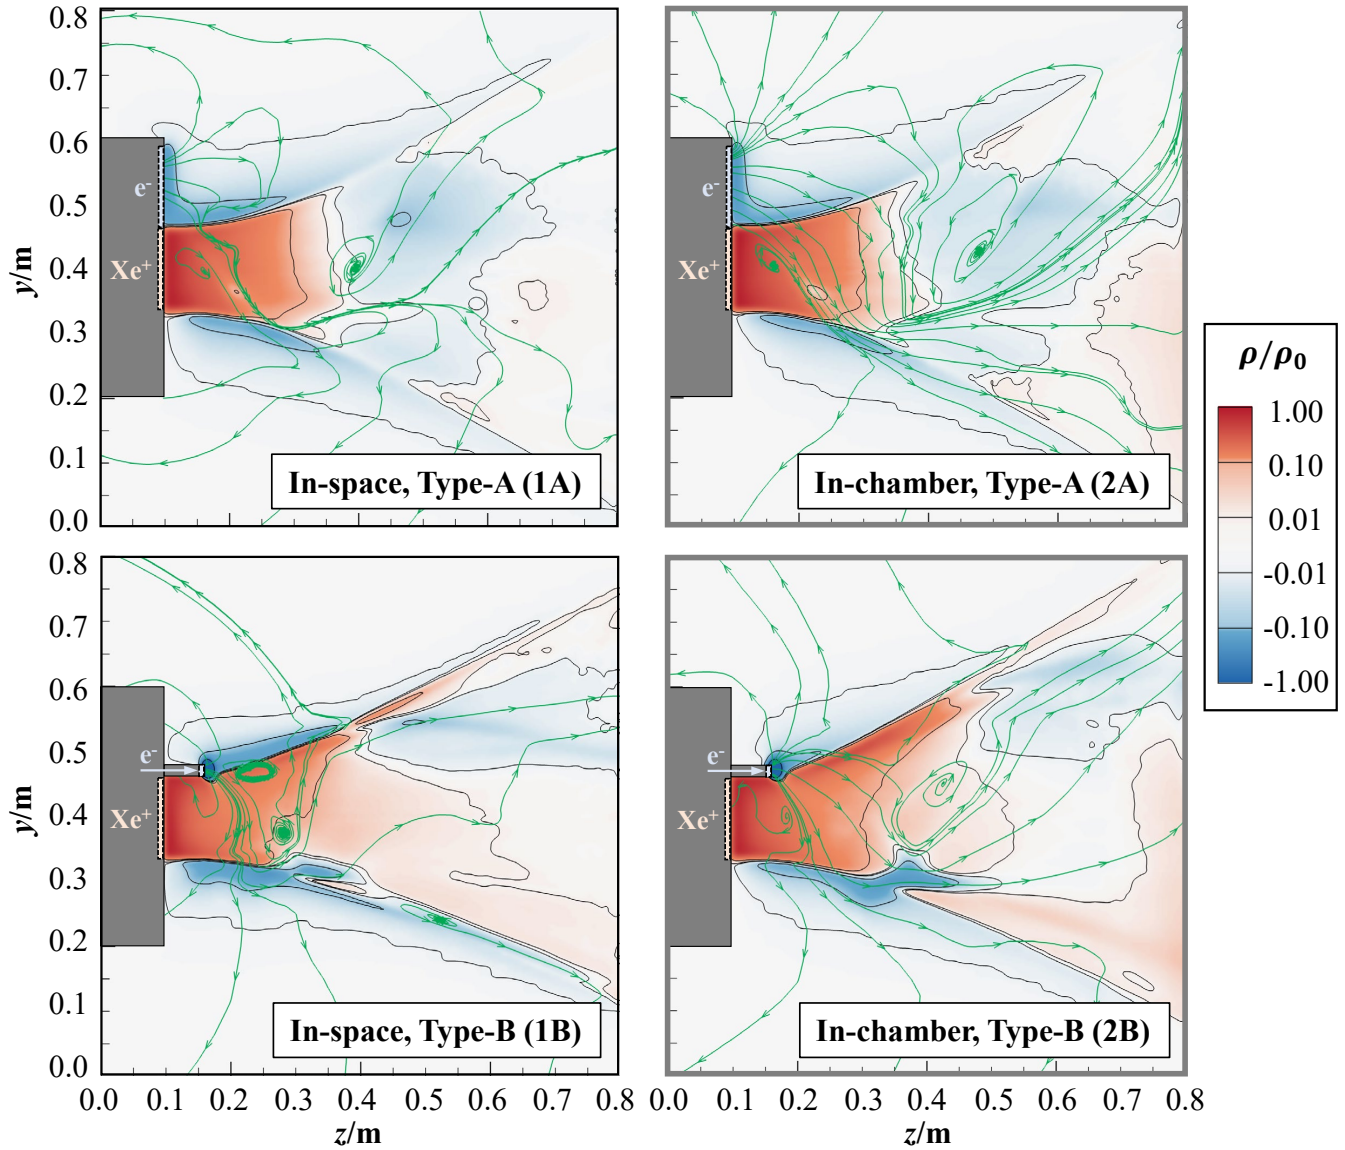 0.8
0.7
0.6
0.5
0.4
0.3
0.2
0.1
0.0
y/m
e⁻
Xe⁺
In-space, Type-A (1A)
e⁻
Xe⁺
In-chamber, Type-A (2A)
ρ/ρ₀
1.00
0.10
0.01
-0.01
-0.10
-1.00
0.8
0.7
0.6
0.5
0.4
0.3
0.2
0.1
0.0
y/m
e⁻
Xe⁺
In-space, Type-B (1B)
0.0 0.1 0.2 0.3 0.4 0.5 0.6 0.7 0.8
z/m
e⁻
Xe⁺
In-chamber, Type-B (2B)
0.0 0.1 0.2 0.3 0.4 0.5 0.6 0.7 0.8
z/m